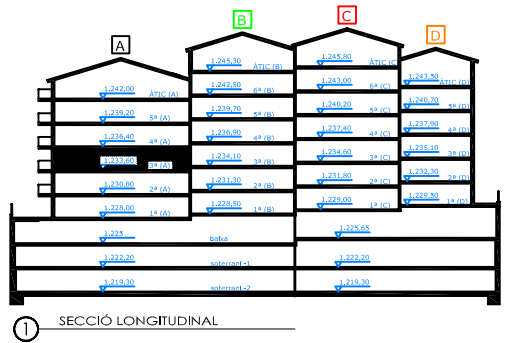 A
1.242,00 ÀTIC (A)
1.239,20 5ª (A)
1.236,40 4ª (A)
1.233,60 3ª (A)
1.230,80 2ª (A)
1.228,00 1ª (A)
B
1.245,30 ÀTIC (B)
1.242,50 6ª (B)
1.239,70 5ª (B)
1.236,90 4ª (B)
1.234,10 3ª (B)
1.231,30 2ª (B)
1.228,50 1ª (B)
C
1.245,80 ÀTIC (C)
1.243,00 6ª (C)
1.240,20 5ª (C)
1.237,40 4ª (C)
1.234,60 3ª (C)
1.231,80 2ª (C)
1.229,00 1ª (C)
D
1.243,50 ÀTIC (D)
1.240,70 5ª (D)
1.237,90 4ª (D)
1.235,10 3ª (D)
1.232,30 2ª (D)
1.229,50 1ª (D)
1.225 baixa 1.225,65
1.222,20 soterrani -1 1.222,20
1.219,30 soterrani -2 1.219,30
1 SECCIÓ LONGITUDINAL